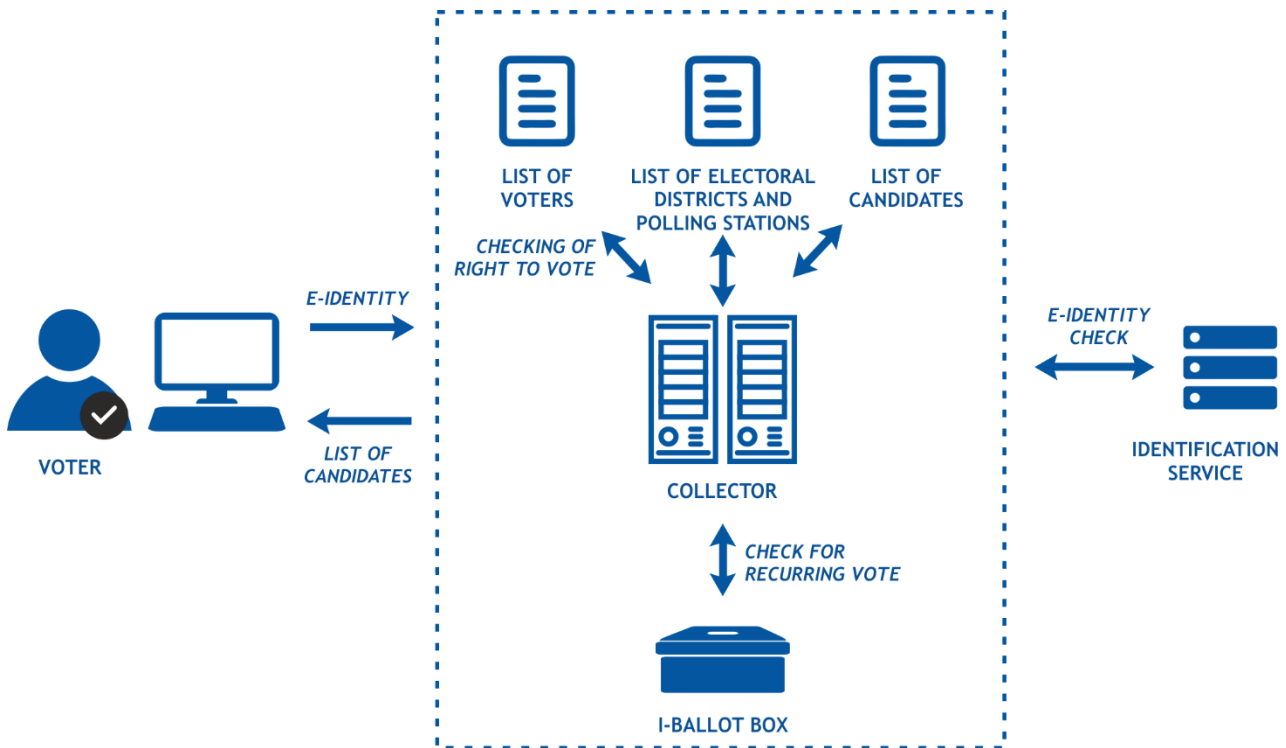 LIST OF
VOTERS
LIST OF ELECTORAL
DISTRICTS AND
POLLING STATIONS
LIST OF
CANDIDATES
CHECKING OF
RIGHT TO VOTE
E-IDENTITY
LIST OF
CANDIDATES
VOTER
E-IDENTITY
CHECK
IDENTIFICATION
SERVICE
COLLECTOR
CHECK FOR
RECURRING VOTE
I-BALLOT BOX